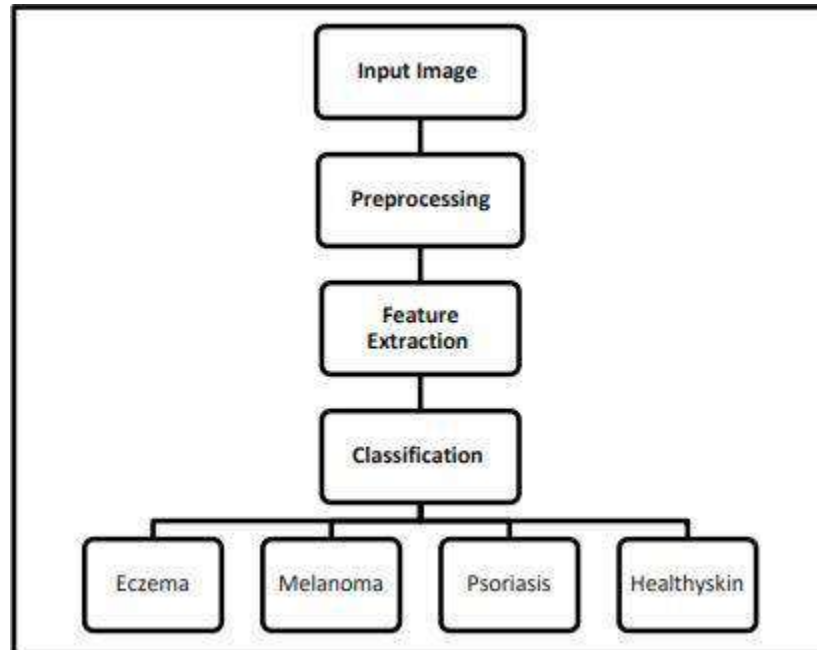 Input Image
Preprocessing
Feature
Extraction
Classification
Eczema
Melanoma
Psoriasis
Healthyskin